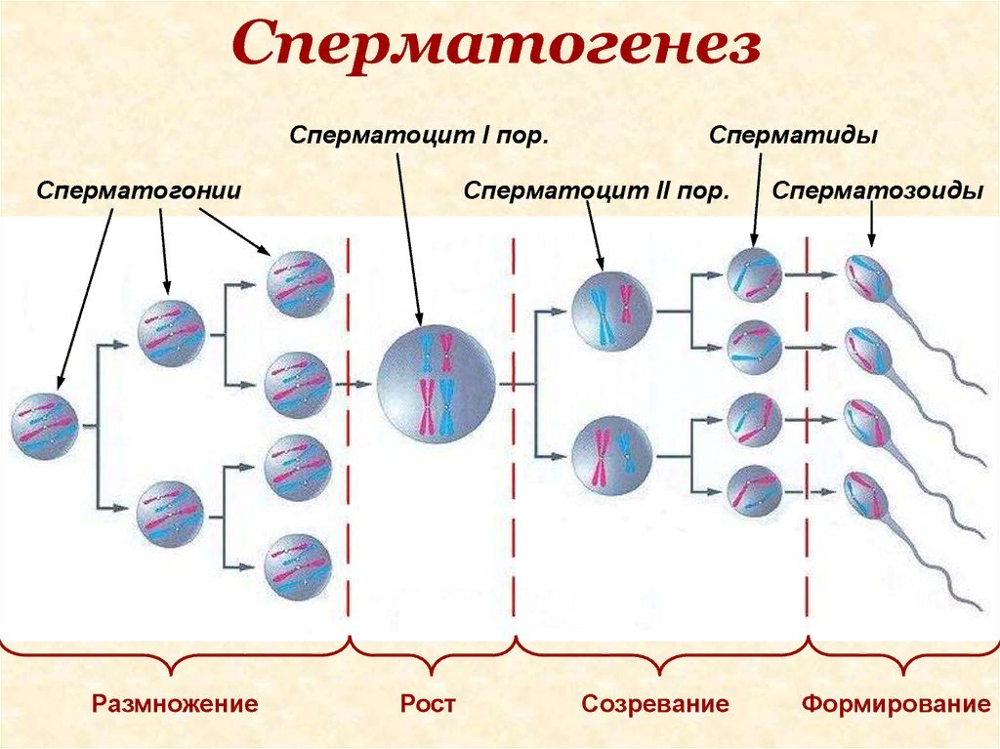 Сперматогенез
Сперматоцит I пор.
Сперматиды
Сперматогонии
Сперматоцит II пор.
Сперматозоиды
Размножение
Рост
Созревание
Формирование